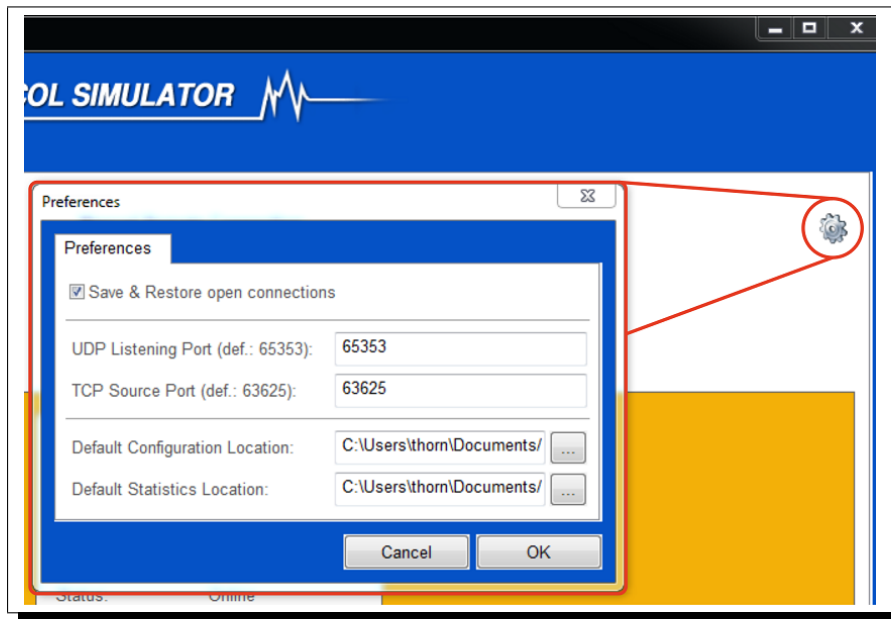 COL SIMULATOR
Preferences
Preferences
Save & Restore open connections
UDP Listening Port (def.: 65353): 65353
TCP Source Port (def.: 63625): 63625
Default Configuration Location: C:\Users\thorn\Documents/ ...
Default Statistics Location: C:\Users\thorn\Documents/ ...
Cancel OK
Status: Online